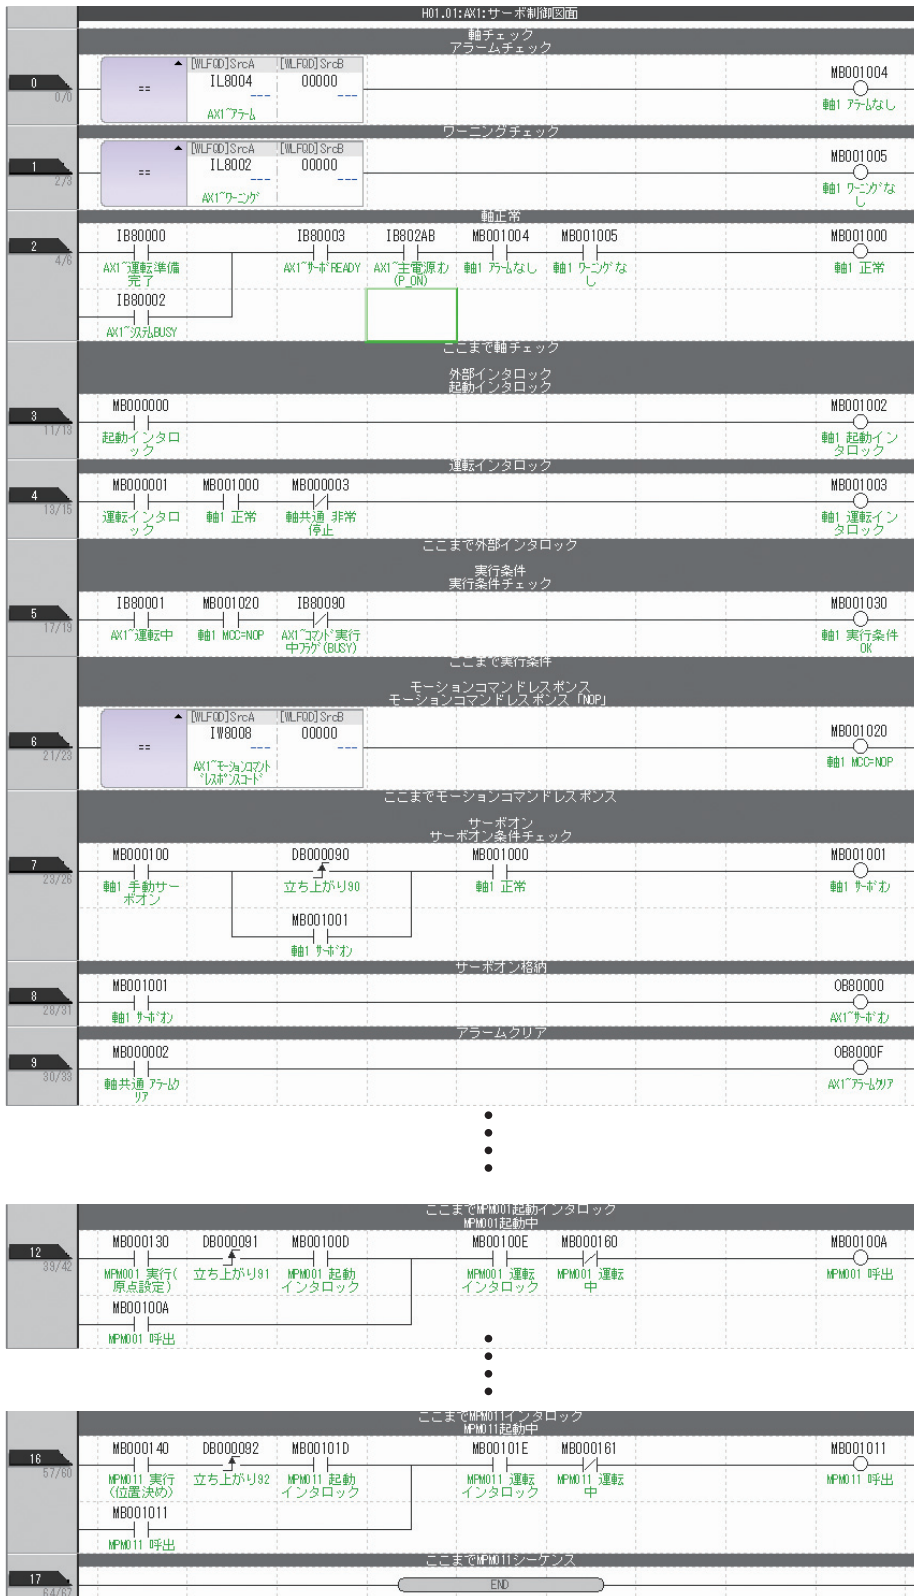 H01.01:AX1:サーボ制御図面
軸チェック
アラームチェック
0
0/0
==
[WLFQD]SrcA
[WLFQD]SrcB
IL8004
00000
---
---
AX1~アラーム
MB001004
軸1 アラームなし
ワーニングチェック
1
2/3
==
[WLFQD]SrcA
[WLFQD]SrcB
IL8002
00000
---
---
AX1~ワーニング
MB001005
軸1 ワーニングな
し
軸正常
2
4/6
IB80000
IB80003
IB802AB
MB001004
MB001005
MB001000
AX1~運転準備
完了
AX1~サーボREADY
AX1~主電源オン
(P_ON)
軸1 アラームなし
軸1 ワーニングな
し
軸1 正常
IB80002
AX1~システムBUSY
ここまで軸チェック
外部インタロック
起動インタロック
3
11/13
MB000000
MB001002
起動インタロ
ック
軸1 起動イン
タロック
運転インタロック
4
13/15
MB000001
MB001000
MB000003
MB001003
運転インタロ
ック
軸1 正常
軸共通 非常
停止
軸1 運転イン
タロック
ここまで外部インタロック
実行条件
実行条件チェック
5
17/19
IB80001
MB001020
IB80090
MB001030
AX1~運転中
軸1 MCC=NOP
AX1~コマンド実行
中フラグ(BUSY)
軸1 実行条件
OK
ここまで実行条件
モーションコマンドレスポンス
モーションコマンドレスポンス「NOP」
6
21/23
==
[WLFQD]SrcA
[WLFQD]SrcB
IW8008
00000
---
---
AX1~モーションコマント
゛レスポンスコード
MB001020
軸1 MCC=NOP
ここまでモーションコマンドレスポンス
サーボオン
サーボオン条件チェック
7
23/26
MB000100
DB000090
MB001000
MB001001
軸1 手動サー
ボオン
立ち上がり90
軸1 正常
軸1 サーボオン
MB001001
軸1 サーボオン
サーボオン格納
8
28/31
MB001001
OB80000
軸1 サーボオン
AX1~サーボオン
アラームクリア
9
30/33
MB000002
OB8000F
軸共通 アラームク
リア
AX1~アラームクリア
ここまでMPM001起動インタロック
MPM001起動中
12
39/42
MB000130
DB000091
MB00100D
MB00100E
MB000160
MB00100A
MPM001 実行(
原点設定)
立ち上がり91
MPM001 起動
インタロック
MPM001 運転
インタロック
MPM001 運転
中
MPM001 呼出
MB00100A
MPM001 呼出
ここまでMPM011インタロック
MPM011起動中
16
57/60
MB000140
DB000092
MB00101D
MB00101E
MB000161
MB001011
MPM011 実行
(位置決め)
立ち上がり92
MPM011 起動
インタロック
MPM011 運転
インタロック
MPM011 運転
中
MPM011 呼出
MB001011
MPM011 呼出
ここまでMPM011シーケンス
17
64/67
END